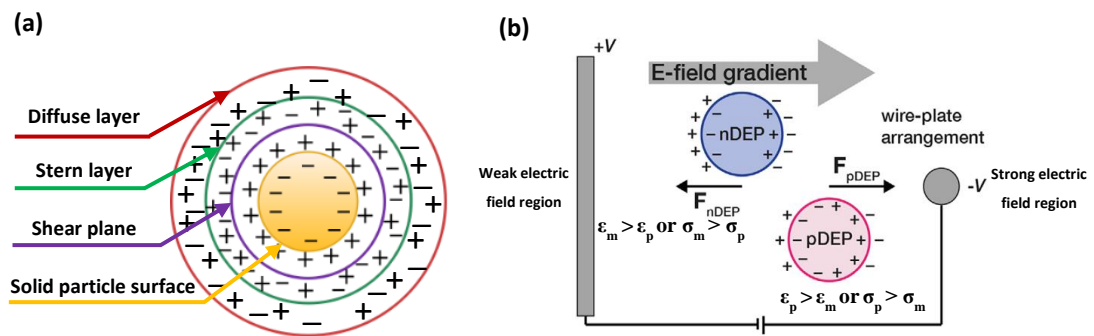 (a)
Diffuse layer
Stern layer
Shear plane
Solid particle surface
(b)
+V
E-field gradient
nDEP
wire-plate
arrangement
Weak electric
field region
F_nDEP
F_pDEP
-V
Strong electric
field region
ε_m > ε_p or σ_m > σ_p
pDEP
ε_p > ε_m or σ_p > σ_m